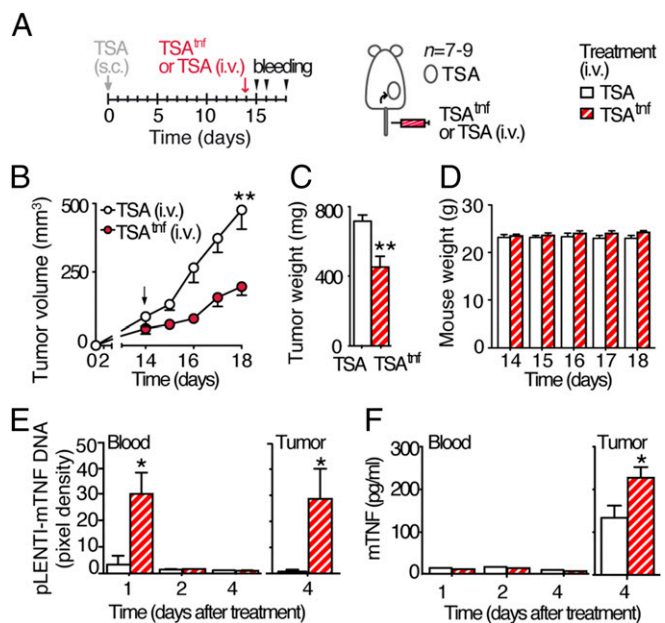 A
TSA
(s.c.)
TSAtnf
or TSA (i.v.)
bleeding
0 5 10 15
Time (days)
n=7-9
TSA
TSAtnf
or TSA (i.v.)
Treatment
(i.v.)
TSA
TSAtnf
B
Tumor volume (mm3)
500
250
0
TSA (i.v.)
TSAtnf (i.v.)
**
02 14 16 18
Time (days)
C
Tumor weight (mg)
800
400
0
**
TSA TSAtnf
D
Mouse weight (g)
30
20
10
0
14 15 16 17 18
Time (days)
E
pLENTI-mTNF DNA
(pixel density)
60
50
40
30
20
10
0
Blood
*
Tumor
*
1 2 4 4
Time (days after treatment)
F
mTNF (pg/ml)
300
200
100
0
Blood
Tumor
*
1 2 4 4
Time (days after treatment)